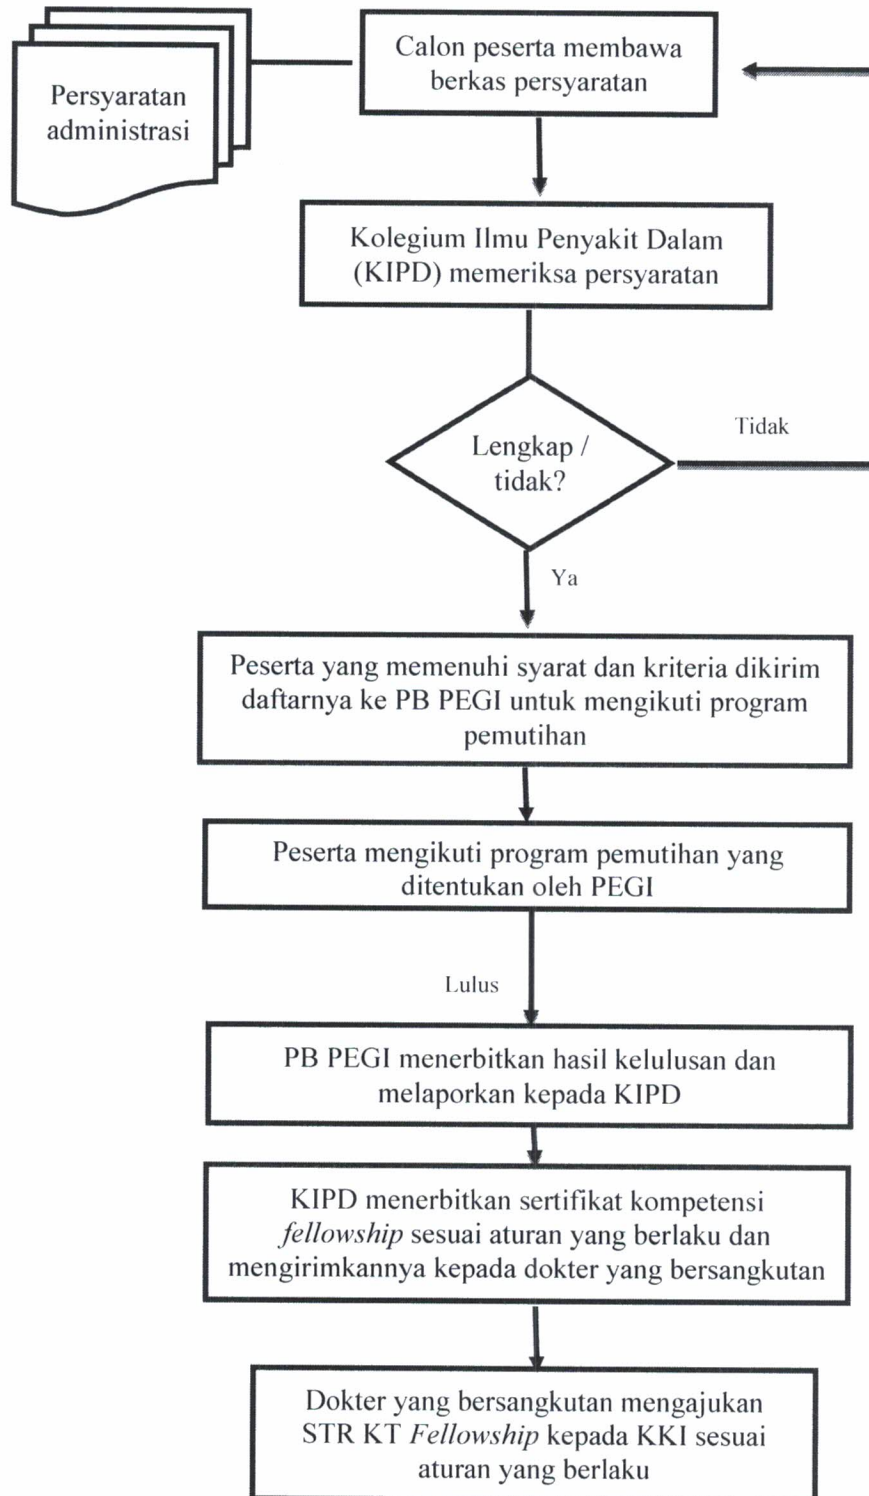 Persyaratan
administrasi
Calon peserta membawa
berkas persyaratan
Kolegium Ilmu Penyakit Dalam
(KIPD) memeriksa persyaratan
Lengkap /
tidak?
Tidak
Ya
Peserta yang memenuhi syarat dan kriteria dikirim
daftarnya ke PB PEGI untuk mengikuti program
pemutihan
Peserta mengikuti program pemutihan yang
ditentukan oleh PEGI
Lulus
PB PEGI menerbitkan hasil kelulusan dan
melaporkan kepada KIPD
KIPD menerbitkan sertifikat kompetensi
fellowship sesuai aturan yang berlaku dan
mengirimkannya kepada dokter yang bersangkutan
Dokter yang bersangkutan mengajukan
STR KT Fellowship kepada KKI sesuai
aturan yang berlaku